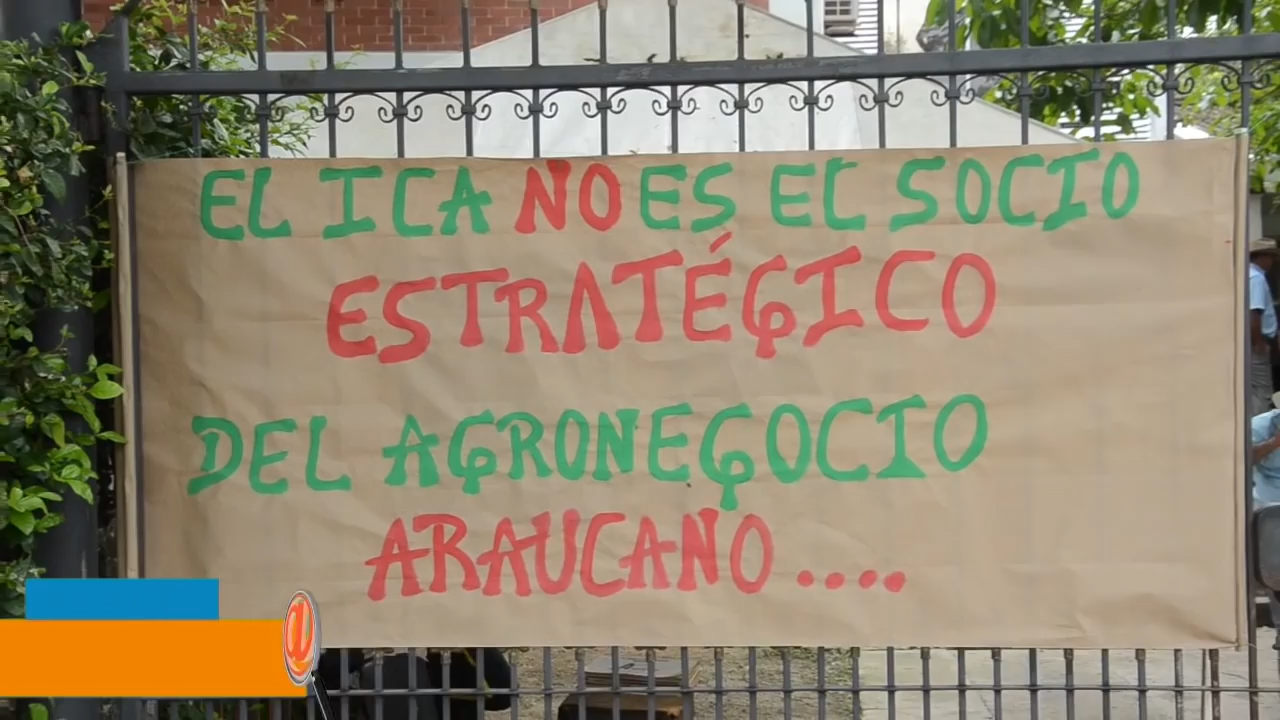 EL ICA NO ES EL SOCIO
ESTRATÉGICO
DEL AGRONEGOCIO
ARAUCANO....